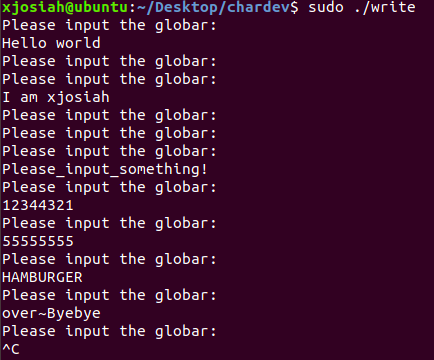 xjosiah@ubuntu:~/Desktop/chardev$ sudo ./write
Please input the globar:
Hello world
Please input the globar:
Please input the globar:
I am xjosiah
Please input the globar:
Please input the globar:
Please input the globar:
Please_input_something!
Please input the globar:
12344321
Please input the globar:
55555555
Please input the globar:
HAMBURGER
Please input the globar:
over~Byebye
Please input the globar:
^C